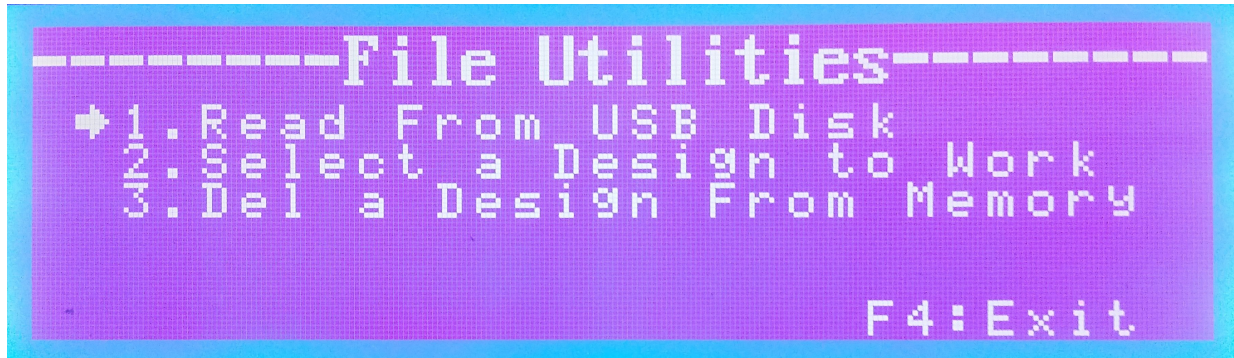 --------File Utilities--------
➧1.Read From USB Disk
2.Select a Design to Work
3.Del a Design From Memory
F4:Exit